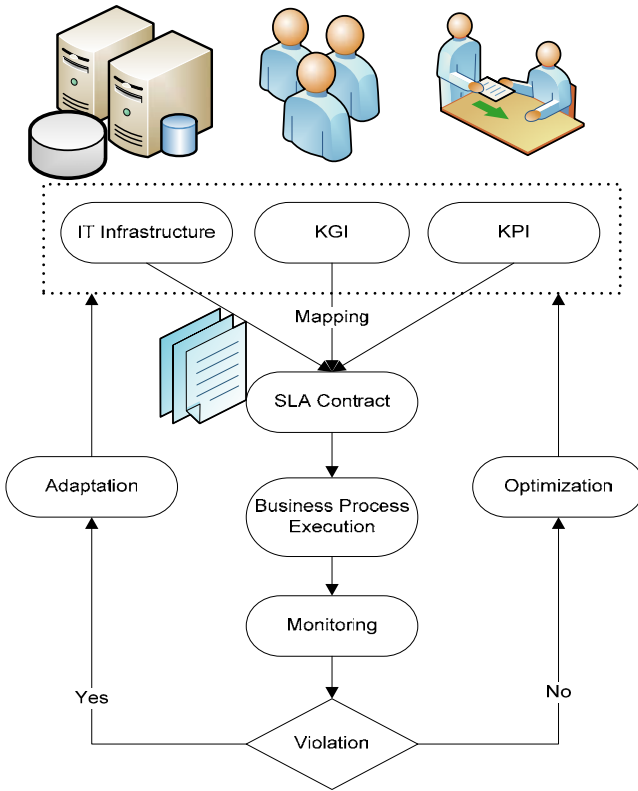 IT Infrastructure
KGI
KPI
Mapping
SLA Contract
Adaptation
Business Process
Execution
Optimization
Monitoring
Yes
No
Violation